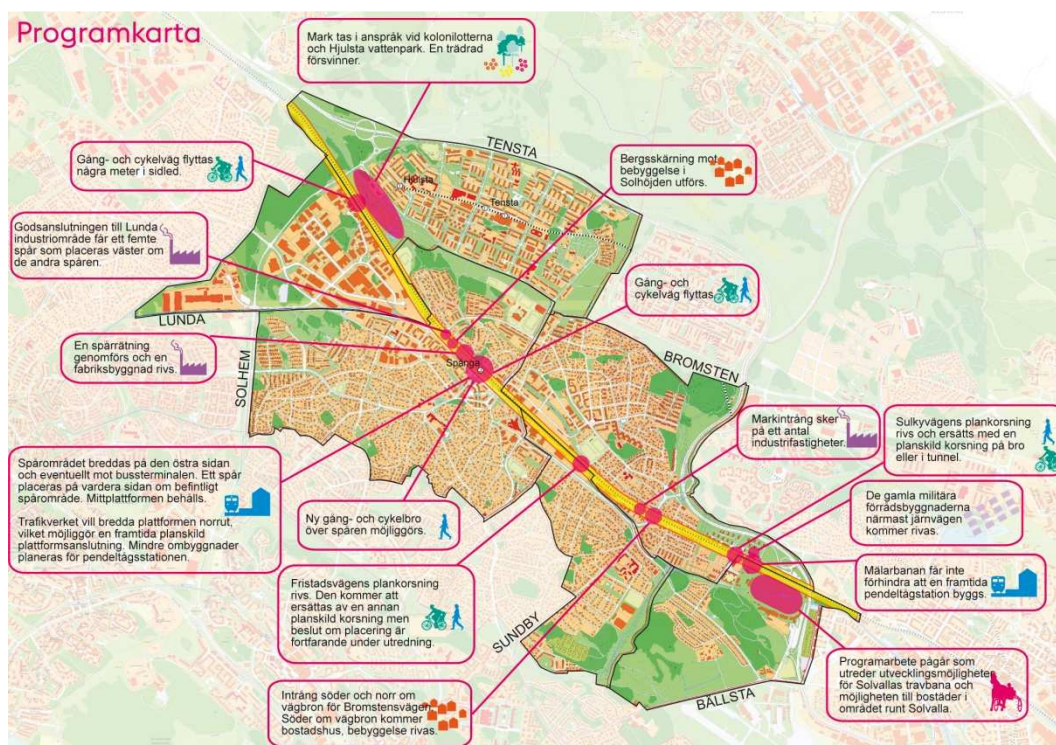 Programkarta
Mark tas i anspråk vid kolonilotterna
och Hjulsta vattenpark. En trädrad
försvinner.
TENSTA
Gång- och cykelväg flyttas
några meter i sidled.
Bergsskärning mot
bebyggelse i
Solhöjden utförs.
Hjulsta
Tensta
Godsanslutningen till Lunda
industriområde får ett femte
spår som placeras väster om
de andra spåren.
Gång- och
cykelväg flyttas.
LUNDA
En spårrätning
genomförs och en
fabriksbyggnad rivs.
SOLHEM
Spånga
BROMSTEN
Markintrång sker
på ett antal
industrifastigheter.
Sulkyvägens plankorsning
rivs och ersätts med en
planskild korsning på bro
eller i tunnel.
Spårområdet breddas på den östra sidan
och eventuellt mot bussterminalen. Ett spår
placeras på vardera sidan om befintligt
spårområde. Mittplattformen behålls.
Trafikverket vill bredda plattformen norrut,
vilket möjliggör en framtida planskild
plattformsanslutning. Mindre ombyggnader
planeras för pendeltågsstationen.
Ny gång- och cykelbro
över spåren möjliggörs.
De gamla militära
förrådsbyggnaderna
närmast järnvägen
kommer rivas.
Mälarbanan får inte
förhindra att en framtida
pendeltågstation byggs.
Fristadsvägens plankorsning
rivs. Den kommer att
ersättas av en annan
planskild korsning men
beslut om placering är
fortfarande under utredning.
SUNDBY
BÄLLSTA
Programarbete pågår som
utreder utvecklingsmöjligheter
för Solvallas travbana och
möjligheten till bostäder i
området runt Solvalla.
Intrång söder och norr om
vägbron för Bromstensvägen.
Söder om vägbron kommer
bostadshus, bebyggelse rivas.